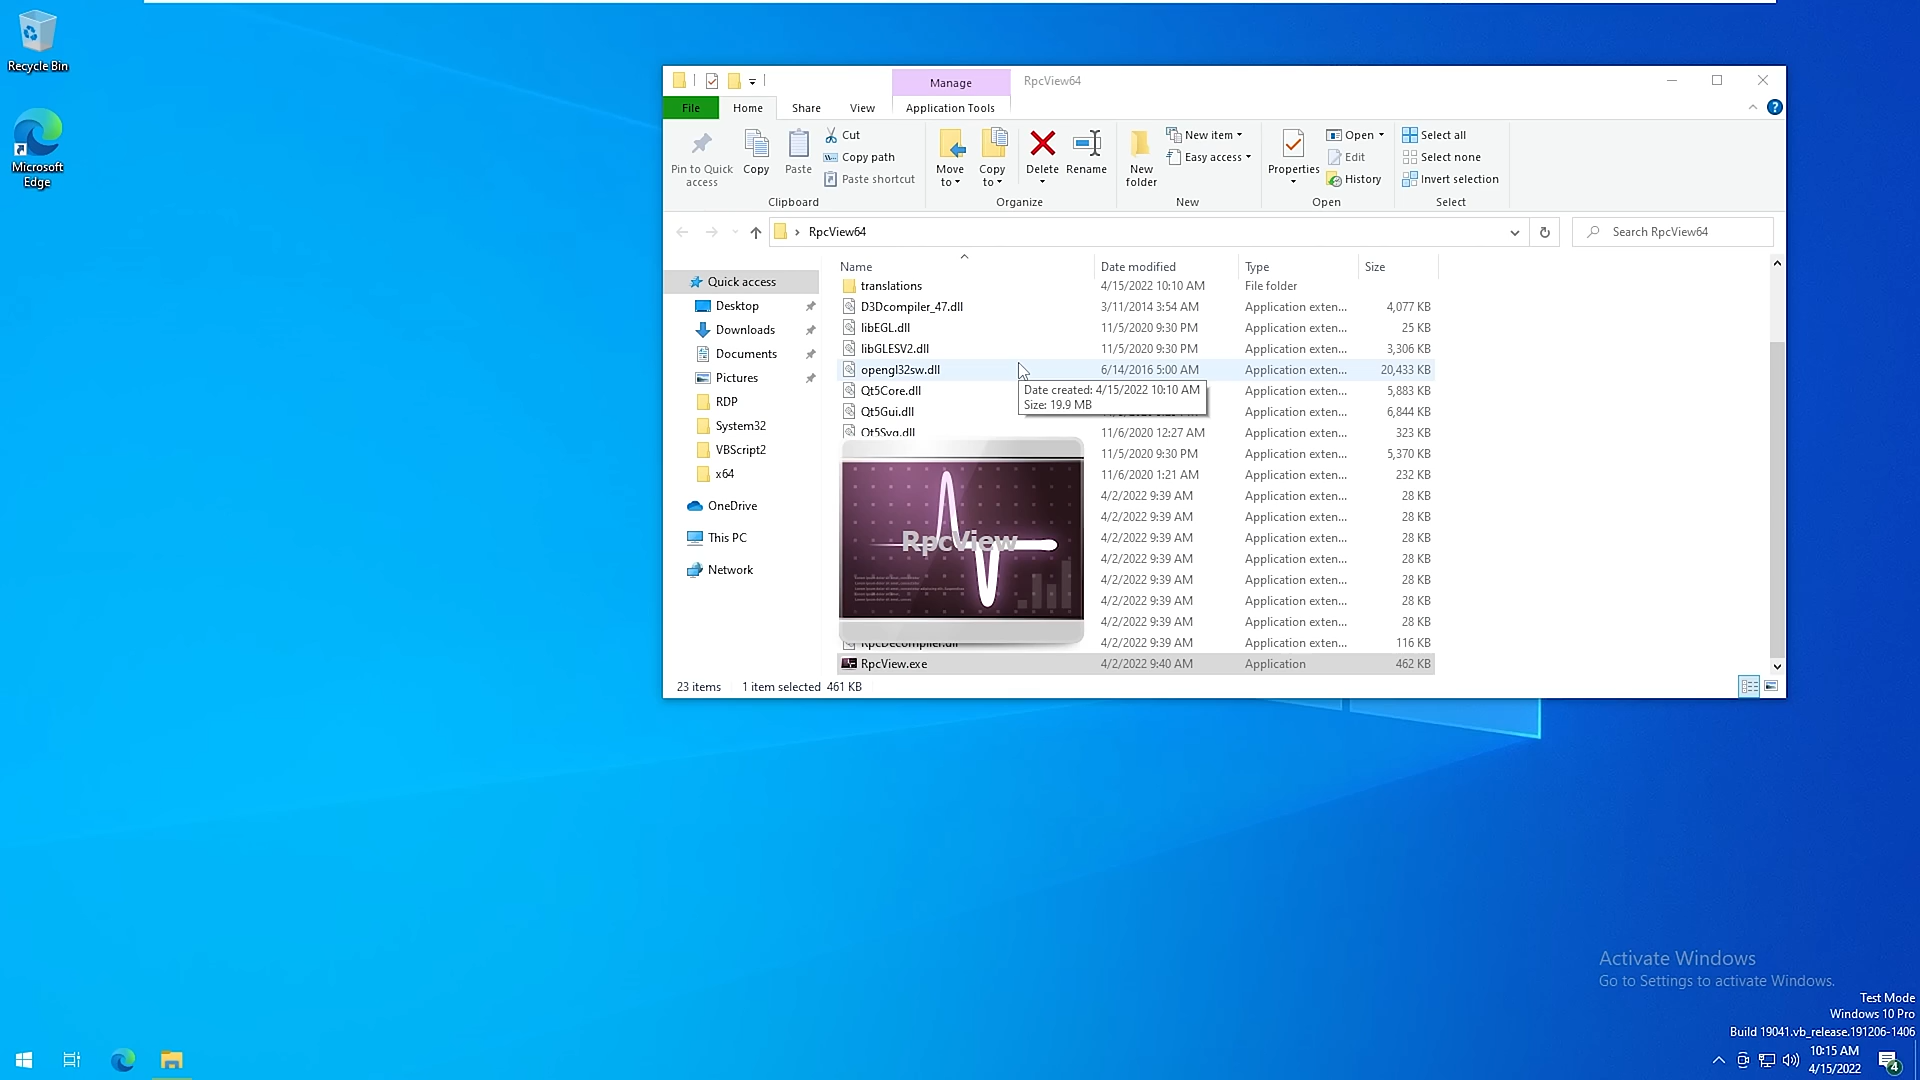 Recycle Bin
Microsoft
Edge
Manage
RpcView64
File
Home
Share
View
Application Tools
Pin to Quick
access
Copy
Paste
Cut
Copy path
Paste shortcut
Clipboard
Move
to
Copy
to
Delete
Rename
Organize
New
folder
New item
Easy access
New
Properties
Open
Edit
History
Open
Select all
Select none
Invert selection
Select
RpcView64
Search RpcView64
Quick access
Desktop
Downloads
Documents
Pictures
RDP
System32
VBScript2
x64
OneDrive
This PC
Network
Name Date modified Type Size
translations 4/15/2022 10:10 AM File folder
D3Dcompiler_47.dll 3/11/2014 3:54 AM Application exten... 4,077 KB
libEGL.dll 11/5/2020 9:30 PM Application exten... 25 KB
libGLESV2.dll 11/5/2020 9:30 PM Application exten... 3,306 KB
opengl32sw.dll 6/14/2016 5:00 AM Application exten... 20,433 KB
Date created: 4/15/2022 10:10 AM
Size: 19.9 MB
Qt5Core.dll Application exten... 5,883 KB
Qt5Gui.dll Application exten... 6,844 KB
Qt5Svg.dll 11/6/2020 12:27 AM Application exten... 323 KB
11/5/2020 9:30 PM Application exten... 5,370 KB
11/6/2020 1:21 AM Application exten... 232 KB
4/2/2022 9:39 AM Application exten... 28 KB
4/2/2022 9:39 AM Application exten... 28 KB
4/2/2022 9:39 AM Application exten... 28 KB
4/2/2022 9:39 AM Application exten... 28 KB
4/2/2022 9:39 AM Application exten... 28 KB
4/2/2022 9:39 AM Application exten... 28 KB
4/2/2022 9:39 AM Application exten... 28 KB
RpcView
RpcDecompiler.dll 4/2/2022 9:39 AM Application exten... 116 KB
RpcView.exe 4/2/2022 9:40 AM Application 462 KB
23 items 1 item selected 461 KB
Activate Windows
Go to Settings to activate Windows.
Test Mode
Windows 10 Pro
Build 19041.vb_release.191206-1406
10:15 AM
4/15/2022
4